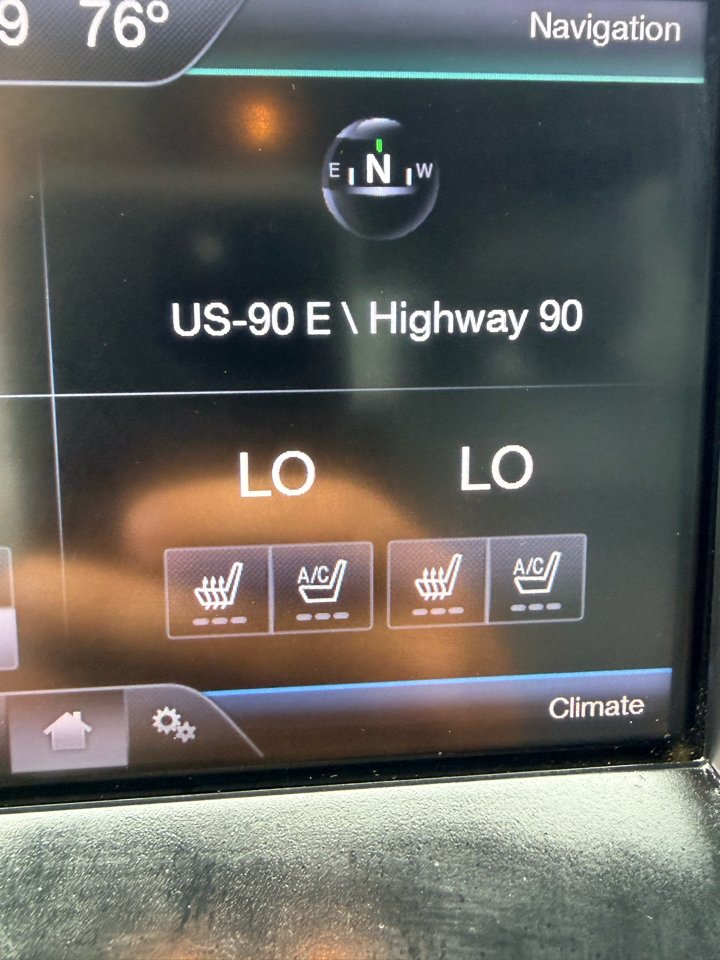 9 76°
Navigation
E N W
US-90 E \ Highway 90
LO LO
A/C A/C
Climate